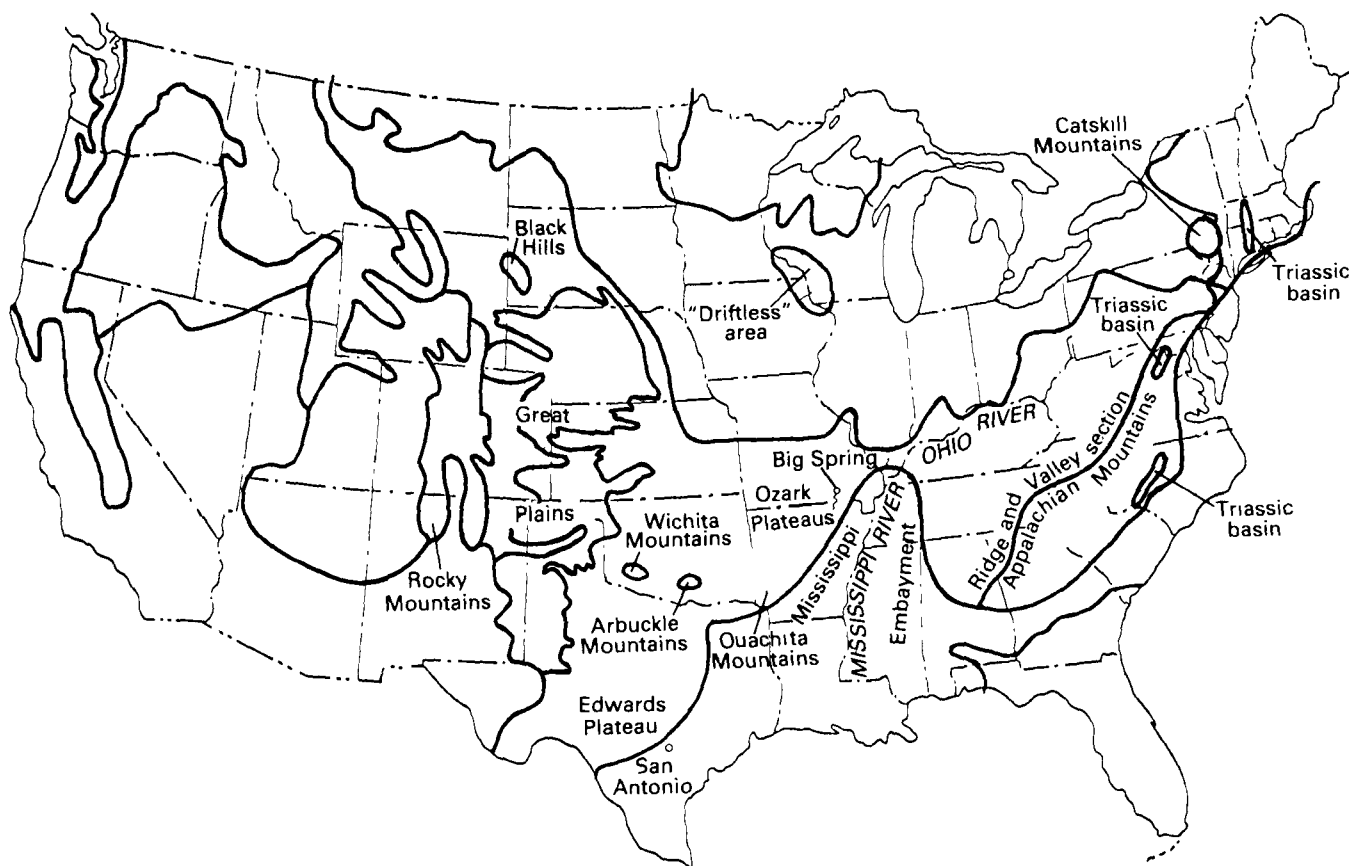 Catskill
Mountains
Black
Hills
"Driftless"
area
Triassic
basin
Triassic
basin
Great
Plains
OHIO RIVER
Big Spring
Ozark
Plateaus
Ridge and Valley section
Appalachian Mountains
Triassic
basin
Wichita
Mountains
Rocky
Mountains
Arbuckle
Mountains
Ouachita
Mountains
Mississippi
MISSISSIPPI RIVER
Embayment
Edwards
Plateau
San
Antonio